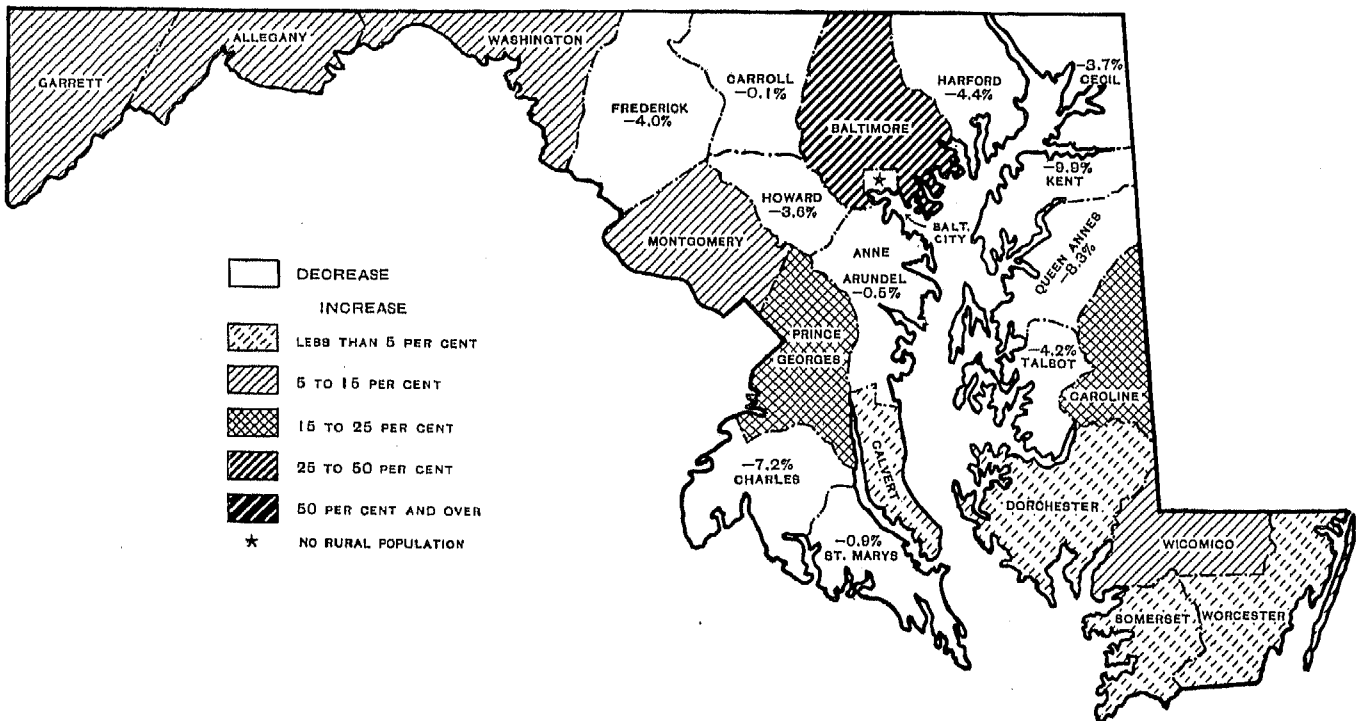 GARRETT
ALLEGANY
WASHINGTON
FREDERICK
—4.0%
CARROLL
—0.1%
BALTIMORE
HARFORD
—4.4%
—3.7%
CECIL
★
—9.9%
KENT
HOWARD
—3.6%
BALT.
CITY
MONTGOMERY
ANNE
ARUNDEL
—0.5%
QUEEN ANNES
—8.3%
PRINCE
GEORGES
—4.2%
TALBOT
CAROLINE
CALVERT
—7.2%
CHARLES
—0.9%
ST. MARYS
DORCHESTER
WICOMICO
SOMERSET
WORCESTER
DECREASE
INCREASE
LESS THAN 5 PER CENT
5 TO 15 PER CENT
15 TO 25 PER CENT
25 TO 50 PER CENT
50 PER CENT AND OVER
★ NO RURAL POPULATION